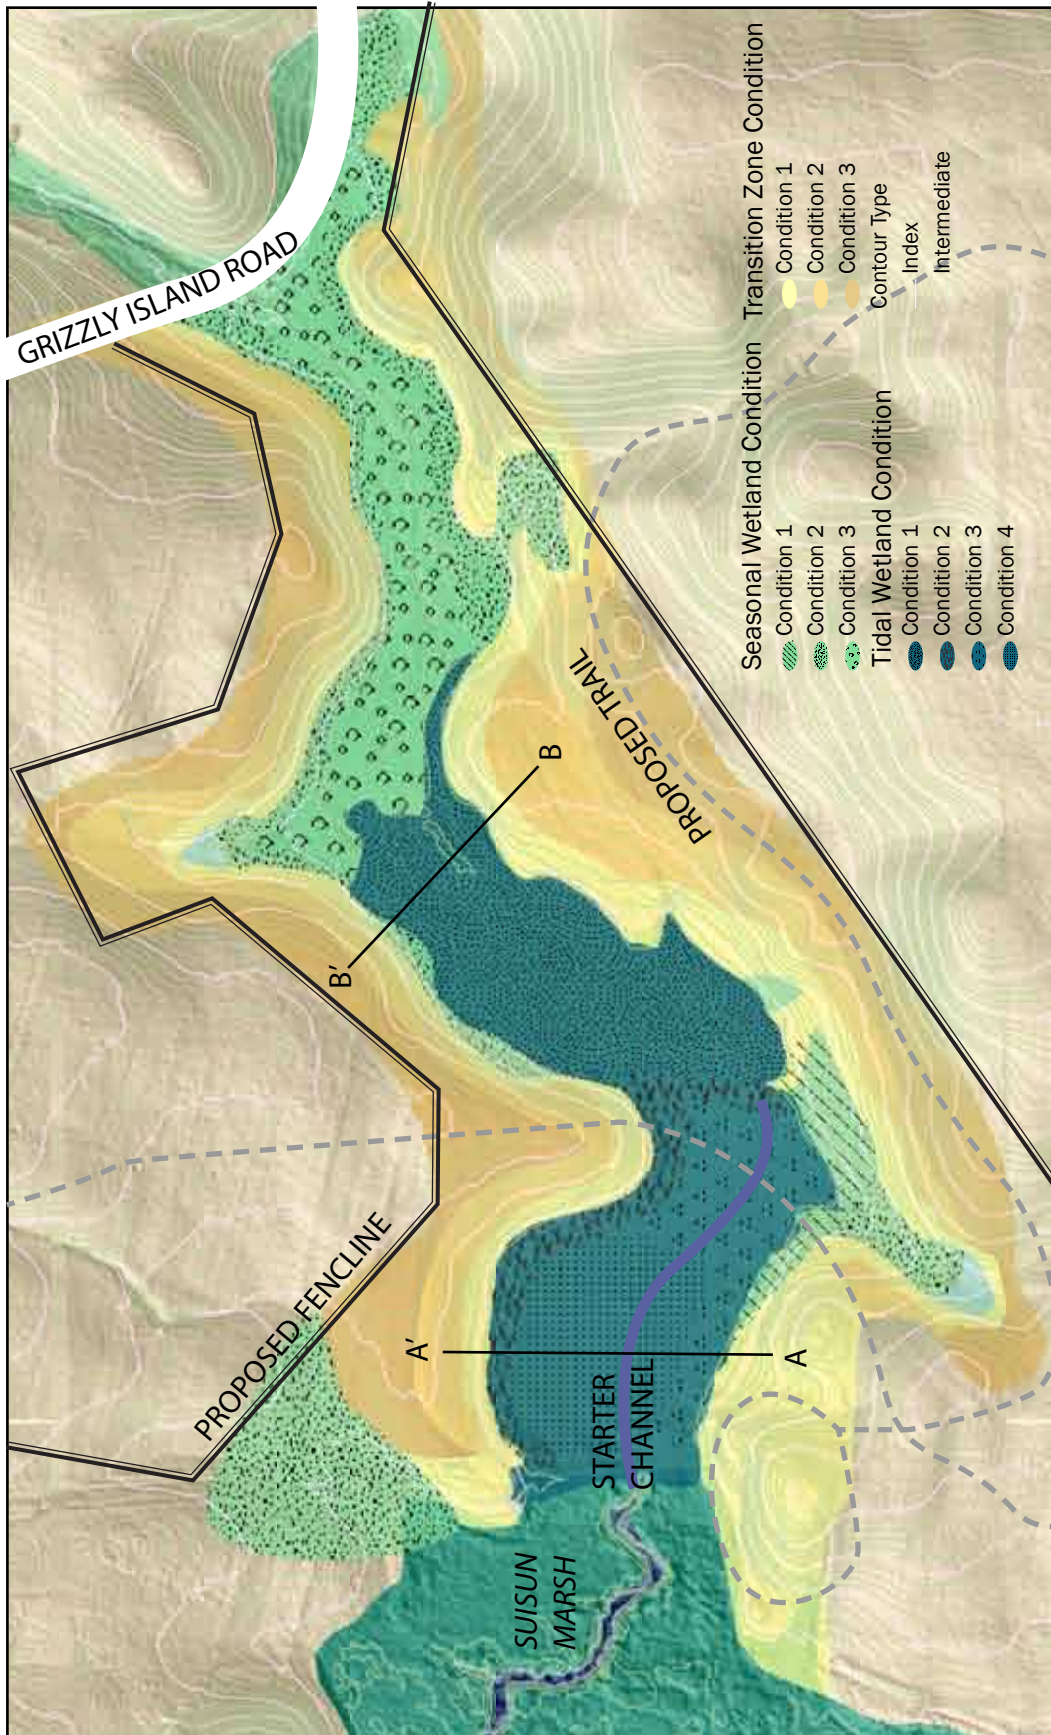 GRIZZLY ISLAND ROAD
PROPOSED TRAIL
B
B'
PROPOSED FENCLINE
A'
A
STARTER
CHANNEL
SUISUN
MARSH
Seasonal Wetland Condition
Condition 1
Condition 2
Condition 3
Tidal Wetland Condition
Condition 1
Condition 2
Condition 3
Condition 4
Transition Zone Condition
Condition 1
Condition 2
Condition 3
Contour Type
Index
Intermediate